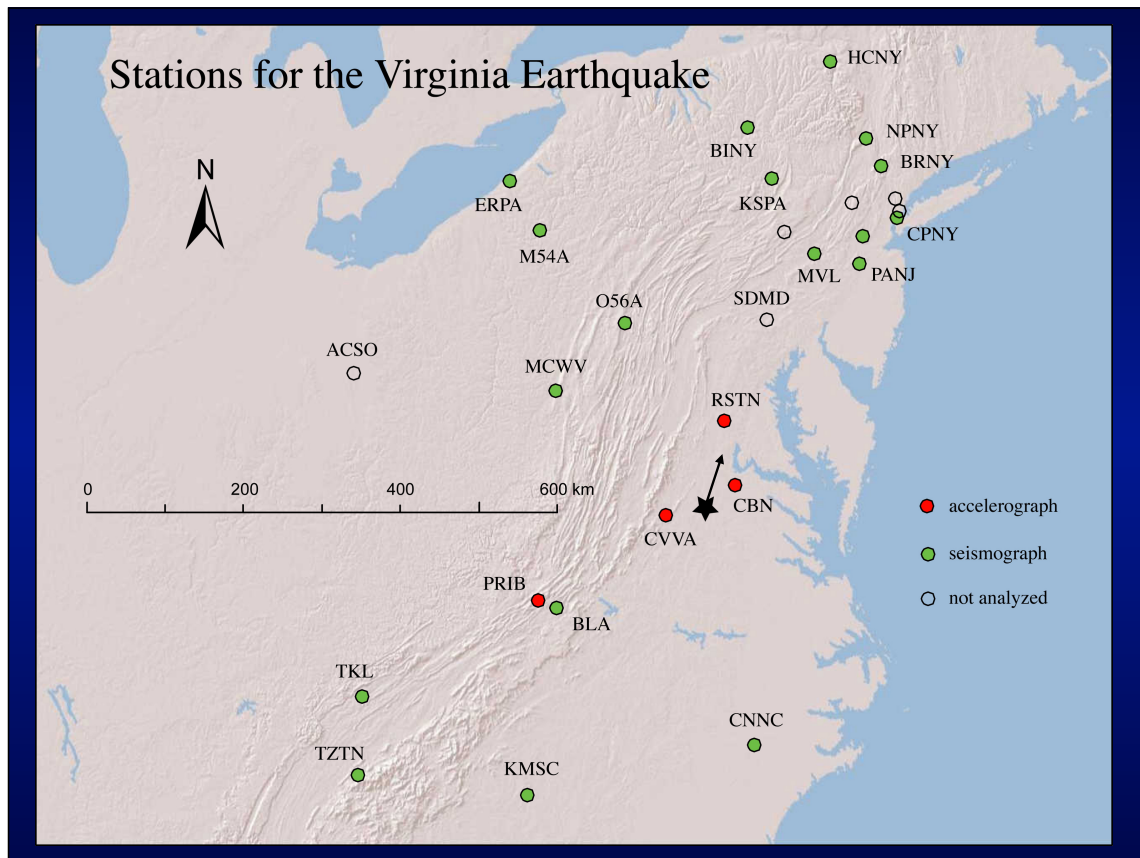 Stations for the Virginia Earthquake
HCNY
NPNY
BINY
BRNY
N
ERPA
KSPA
CPNY
M54A
MVL
PANJ
SDMD
O56A
ACSO
MCWV
RSTN
0 200 400 600 km
CBN
accelerograph
CVVA
seismograph
PRIB
not analyzed
BLA
TKL
CNNC
TZTN
KMSC